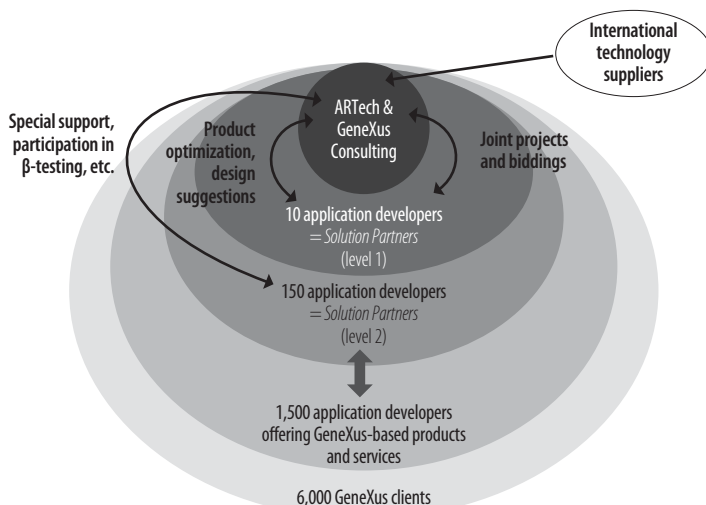 International
technology
suppliers
ARTech &
GeneXus
Consulting
Special support,
participation in
β-testing, etc.
Product
optimization,
design
suggestions
Joint projects
and biddings
10 application developers
= Solution Partners
(level 1)
150 application developers
= Solution Partners
(level 2)
1,500 application developers
offering GeneXus-based products
and services
6,000 GeneXus clients